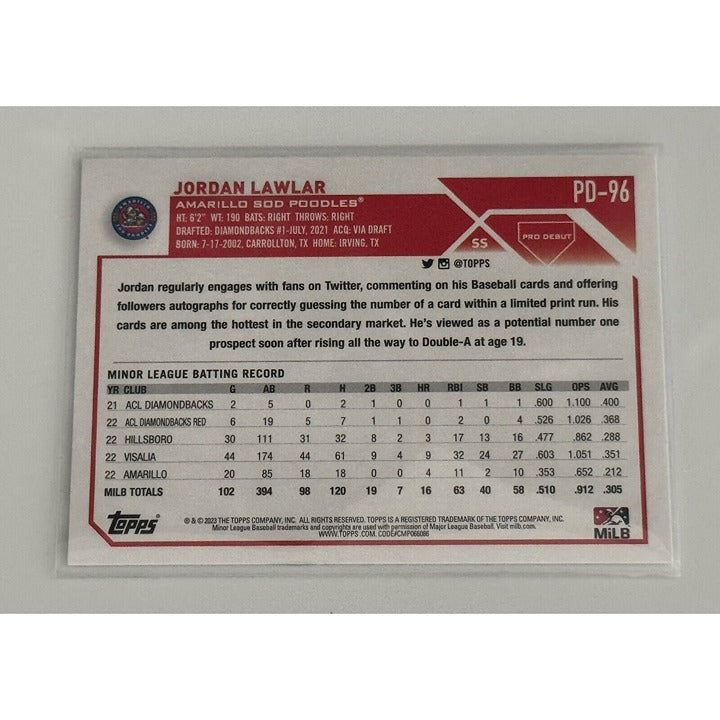 JORDAN LAWLAR
PD-96
AMARILLO SOD POODLES®
HT: 6'2" WT: 190 BATS: RIGHT THROWS: RIGHT
DRAFTED: DIAMONDBACKS #1-JULY, 2021 ACQ: VIA DRAFT
BORN: 7-17-2002, CARROLLTON, TX HOME: IRVING, TX
SS
PRO DEBUT
@TOPPS
Jordan regularly engages with fans on Twitter, commenting on his Baseball cards and offering
followers autographs for correctly guessing the number of a card within a limited print run. His
cards are among the hottest in the secondary market. He's viewed as a potential number one
prospect soon after rising all the way to Double-A at age 19.
MINOR LEAGUE BATTING RECORD
YR CLUB G AB R H 2B 3B HR RBI SB BB SLG OPS AVG
21 ACL DIAMONDBACKS 2 5 0 2 1 0 0 1 1 1 .600 1.100 .400
22 ACL DIAMONDBACKS RED 6 19 5 7 1 1 0 2 0 4 .526 1.026 .368
22 HILLSBORO 30 111 31 32 8 2 3 17 13 16 .477 .862 .288
22 VISALIA 44 174 44 61 9 4 9 32 24 27 .603 1.051 .351
22 AMARILLO 20 85 18 18 0 0 4 11 2 10 .353 .652 .212
MILB TOTALS 102 394 98 120 19 7 16 63 40 58 .510 .912 .305
TOPPS
® & © 2023 THE TOPPS COMPANY, INC. ALL RIGHTS RESERVED. TOPPS IS A REGISTERED TRADEMARK OF THE TOPPS COMPANY, INC.
Minor League Baseball trademarks and copyrights are used with permission of Major League Baseball. Visit milb.com.
WWW.TOPPS.COM. CODE#CMP066086
MiLB